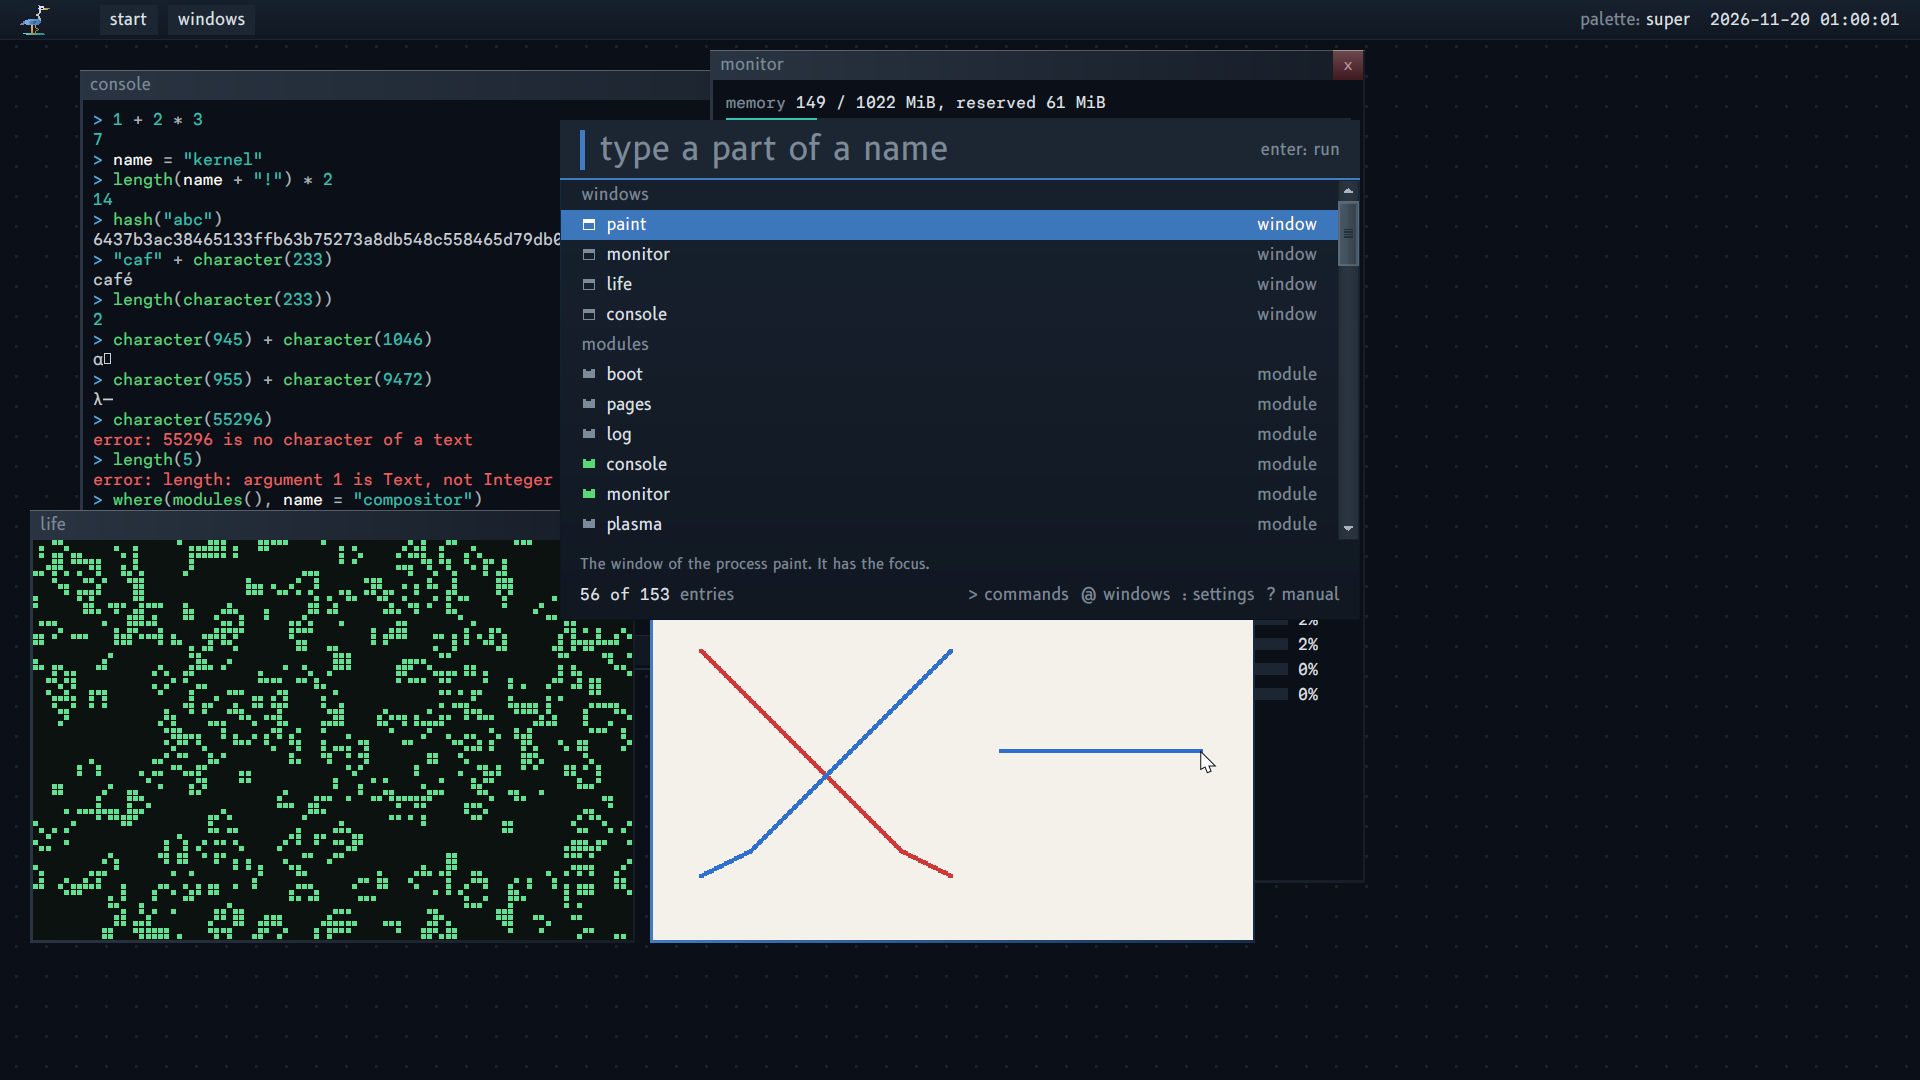 start windows palette: super 2026-11-20 01:00:01
monitor x
console
memory 149 / 1022 MiB, reserved 61 MiB
> 1 + 2 * 3
7
> name = "kernel"
> length(name + "!") * 2
14
> hash("abc")
6437b3ac38465133ffb63b75273a8db548c558465d79db0
> "caf" + character(233)
café
> length(character(233))
2
> character(945) + character(1046)
α
> character(955) + character(9472)
λ─
> character(55296)
error: 55296 is no character of a text
> length(5)
error: length: argument 1 is Text, not Integer
> where(modules(), name = "compositor")
type a part of a name enter: run
windows
paint window
monitor window
life window
console window
modules
boot module
pages module
log module
console module
monitor module
plasma module
The window of the process paint. It has the focus.
56 of 153 entries > commands @ windows : settings ? manual
life
2%
2%
0%
0%